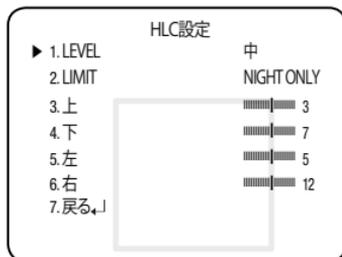 HLC設定
▶ 1. LEVEL 中
2. LIMIT NIGHT ONLY
3. 上 3
4. 下 7
5. 左 5
6. 右 12
7. 戻る↵